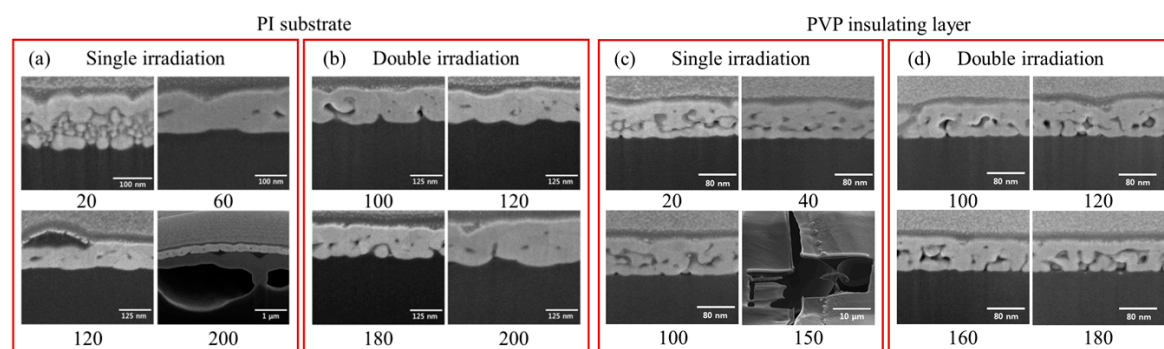 PI substrate
PVP insulating layer
(a) Single irradiation
(b) Double irradiation
(c) Single irradiation
(d) Double irradiation
100 nm
100 nm
125 nm
125 nm
80 nm
80 nm
80 nm
80 nm
20
60
100
120
20
40
100
120
125 nm
1 µm
125 nm
125 nm
80 nm
10 µm
80 nm
80 nm
120
200
180
200
100
150
160
180